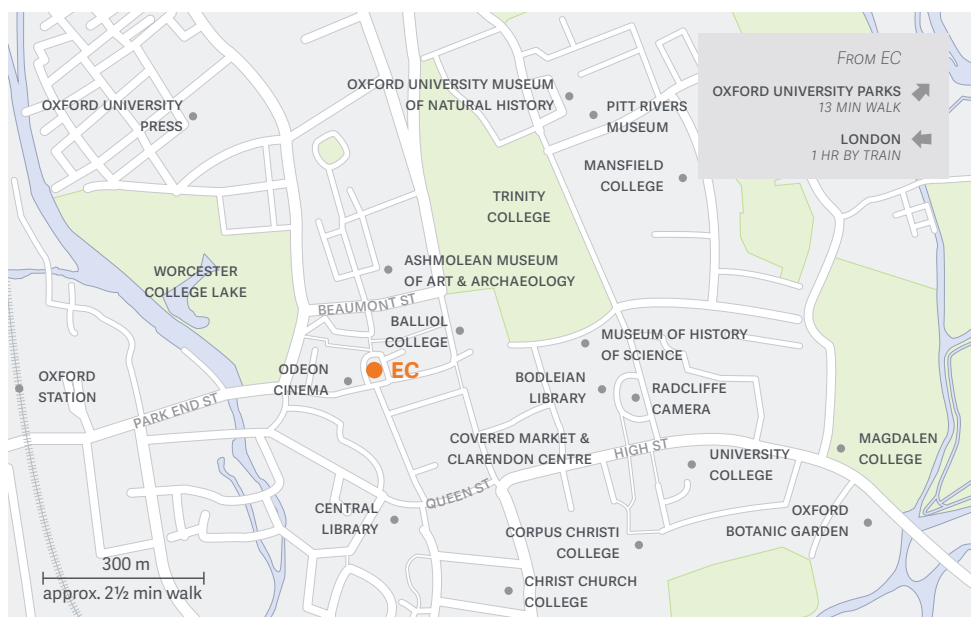 OXFORD UNIVERSITY
PRESS
OXFORD UNIVERSITY MUSEUM
OF NATURAL HISTORY
PITT RIVERS
MUSEUM
MANSFIELD
COLLEGE
FROM EC
OXFORD UNIVERSITY PARKS
13 MIN WALK
LONDON
1 HR BY TRAIN
TRINITY
COLLEGE
WORCESTER
COLLEGE LAKE
ASHMOLEAN MUSEUM
OF ART & ARCHAEOLOGY
BEAUMONT ST
BALLIOL
COLLEGE
MUSEUM OF HISTORY
OF SCIENCE
OXFORD
STATION
ODEON
CINEMA
EC
BODLEIAN
LIBRARY
RADCLIFFE
CAMERA
PARK END ST
COVERED MARKET &
CLARENDON CENTRE
HIGH ST
UNIVERSITY
COLLEGE
MAGDALEN
COLLEGE
QUEEN ST
CENTRAL
LIBRARY
CORPUS CHRISTI
COLLEGE
OXFORD
BOTANIC GARDEN
CHRIST CHURCH
COLLEGE
300 m
approx. 2½ min walk